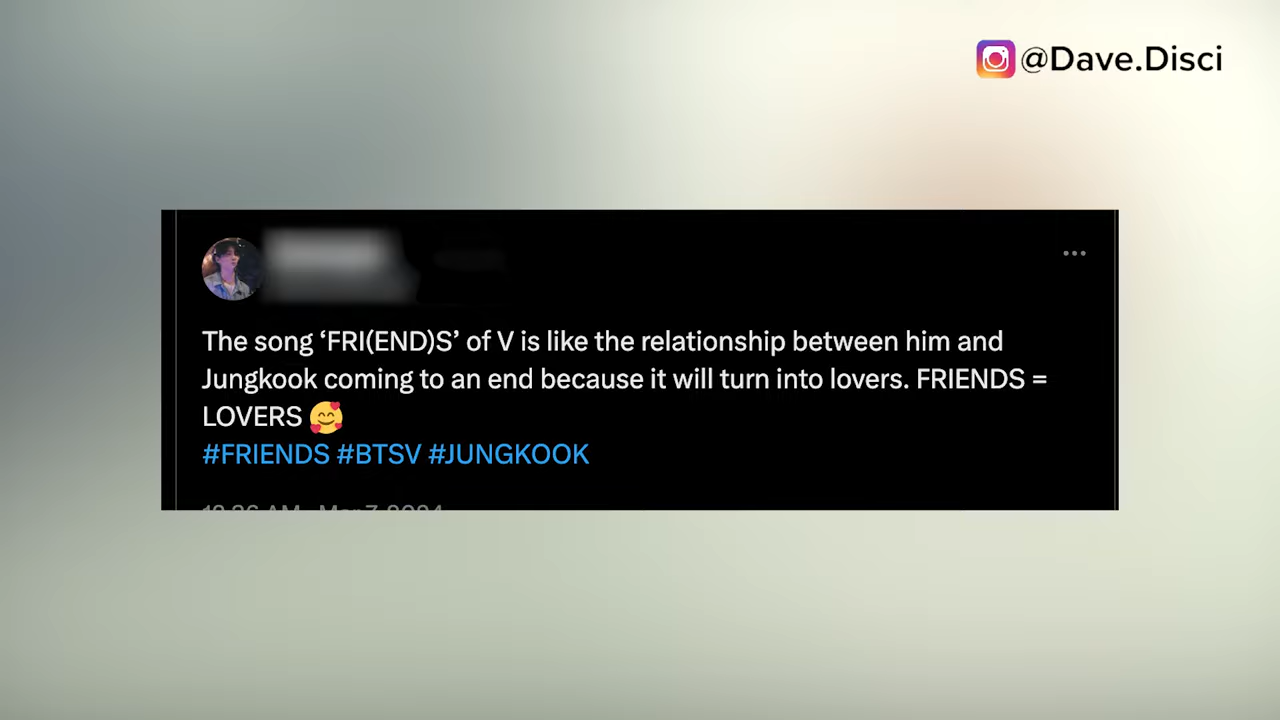 @Dave.Disci
The song ‘FRI(END)S’ of V is like the relationship between him and
Jungkook coming to an end because it will turn into lovers. FRIENDS =
LOVERS 🥰
#FRIENDS #BTSV #JUNGKOOK